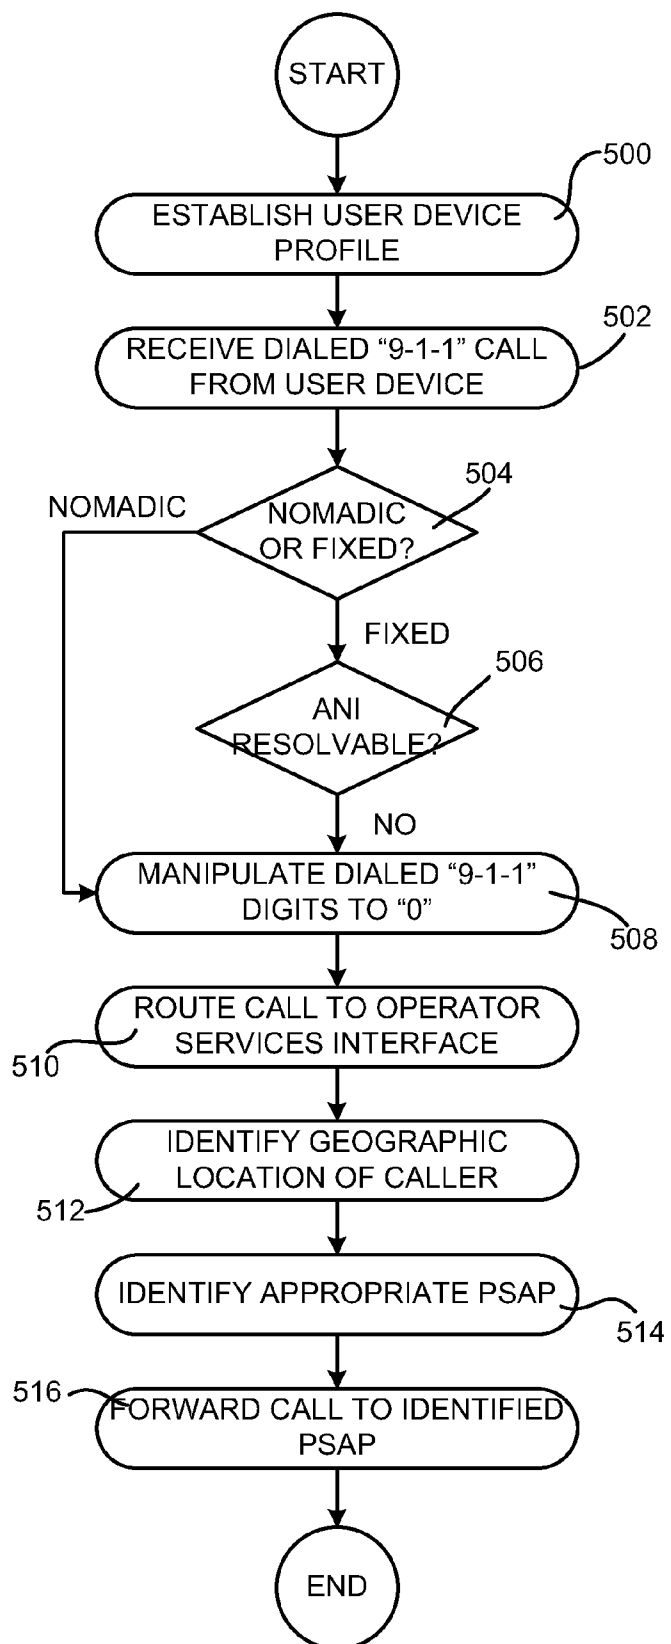 START
500
ESTABLISH USER DEVICE
PROFILE
502
RECEIVE DIALED “9-1-1” CALL
FROM USER DEVICE
504
NOMADIC
NOMADIC
OR FIXED?
FIXED
506
ANI
RESOLVABLE?
NO
MANIPULATE DIALED “9-1-1”
DIGITS TO “0”
508
ROUTE CALL TO OPERATOR
SERVICES INTERFACE
510
IDENTIFY GEOGRAPHIC
LOCATION OF CALLER
512
IDENTIFY APPROPRIATE PSAP
514
516
FORWARD CALL TO IDENTIFIED
PSAP
END